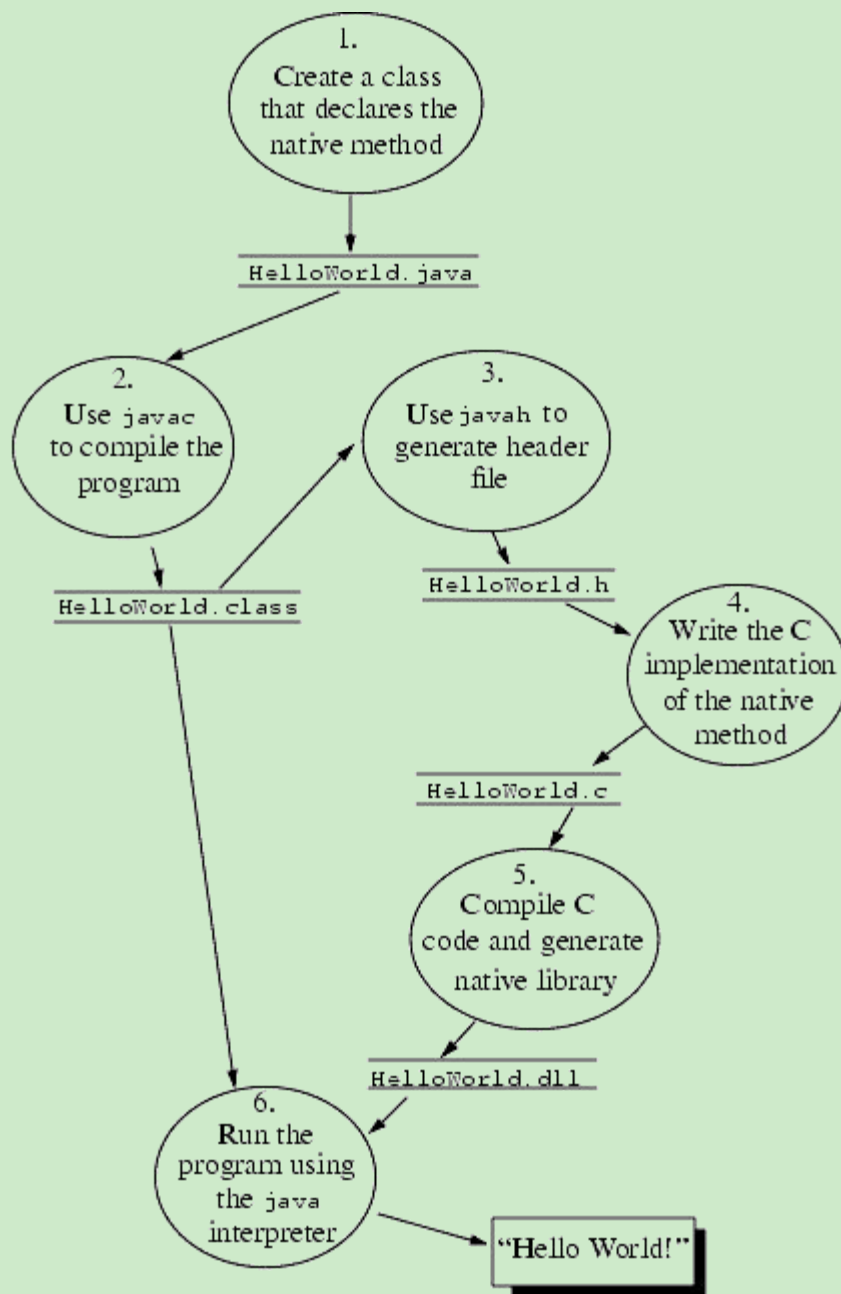 1.
Create a class
that declares the
native method
HelloWorld.java
2.
Use javac
to compile the
program
3.
Use javah to
generate header
file
HelloWorld.class
HelloWorld.h
4.
Write the C
implementation
of the native
method
HelloWorld.c
5.
Compile C
code and generate
native library
HelloWorld.dll
6.
Run the
program using
the java
interpreter
“Hello World!”